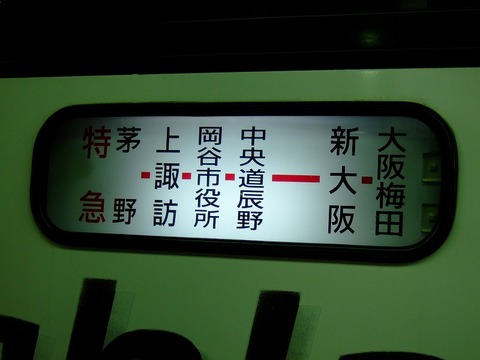 特急
茅野
上諏訪
岡谷市役所
中央道辰野
新大阪
大阪梅田